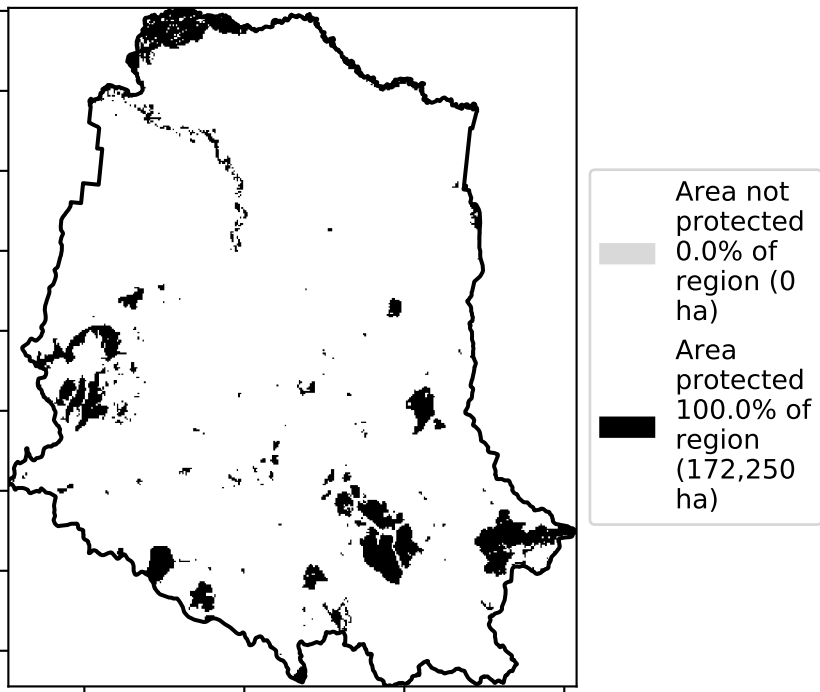 Area not
protected
0.0% of
region (0
ha)
Area
protected
100.0% of
region
(172,250
ha)